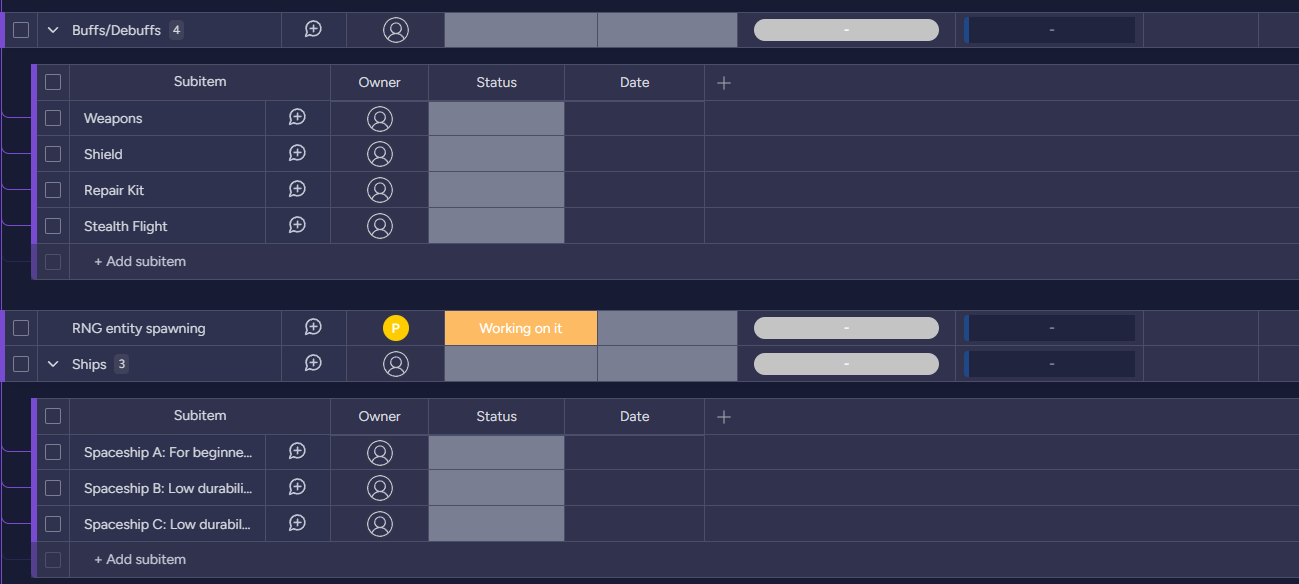 Buffs/Debuffs 4 - -
Subitem Owner Status Date
Weapons
Shield
Repair Kit
Stealth Flight
+ Add subitem
RNG entity spawning P Working on it - -
Ships 3 - -
Subitem Owner Status Date
Spaceship A: For beginne...
Spaceship B: Low durabili...
Spaceship C: Low durabil...
+ Add subitem